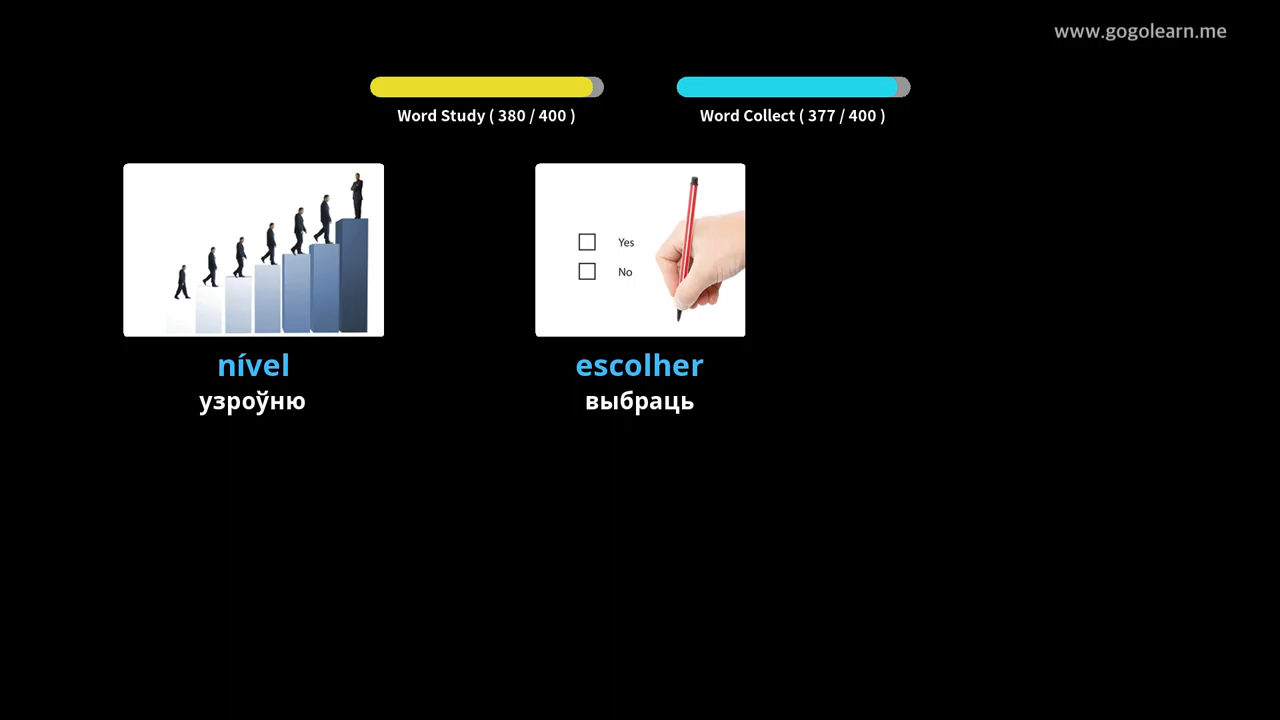 www.gogolearn.me
Word Study ( 380 / 400 )
Word Collect ( 377 / 400 )
Yes
No
nível
escolher
узроўню
выбраць